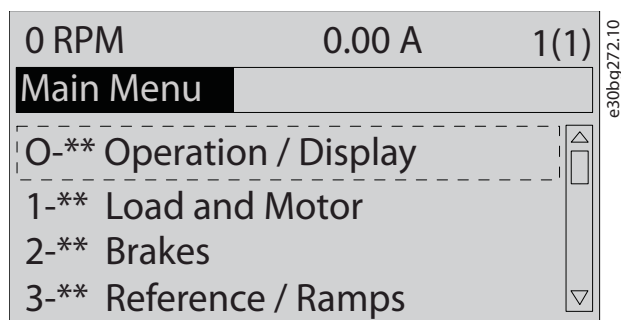 0 RPM 0.00 A 1(1)
Main Menu
O-** Operation / Display
1-** Load and Motor
2-** Brakes
3-** Reference / Ramps
e30bq272.10